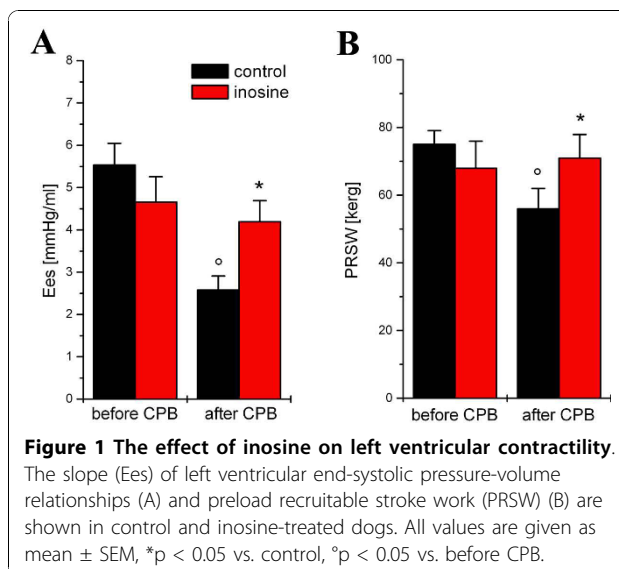 A
B
8
7
6
5
4
3
2
1
0
Ees [mmHg/ml]
control
inosine
°
*
before CPB after CPB
100
80
60
40
20
0
PRSW [kerg]
°
*
before CPB after CPB
Figure 1 The effect of inosine on left ventricular contractility.
The slope (Ees) of left ventricular end-systolic pressure-volume
relationships (A) and preload recruitable stroke work (PRSW) (B) are
shown in control and inosine-treated dogs. All values are given as
mean ± SEM, *p < 0.05 vs. control, °p < 0.05 vs. before CPB.